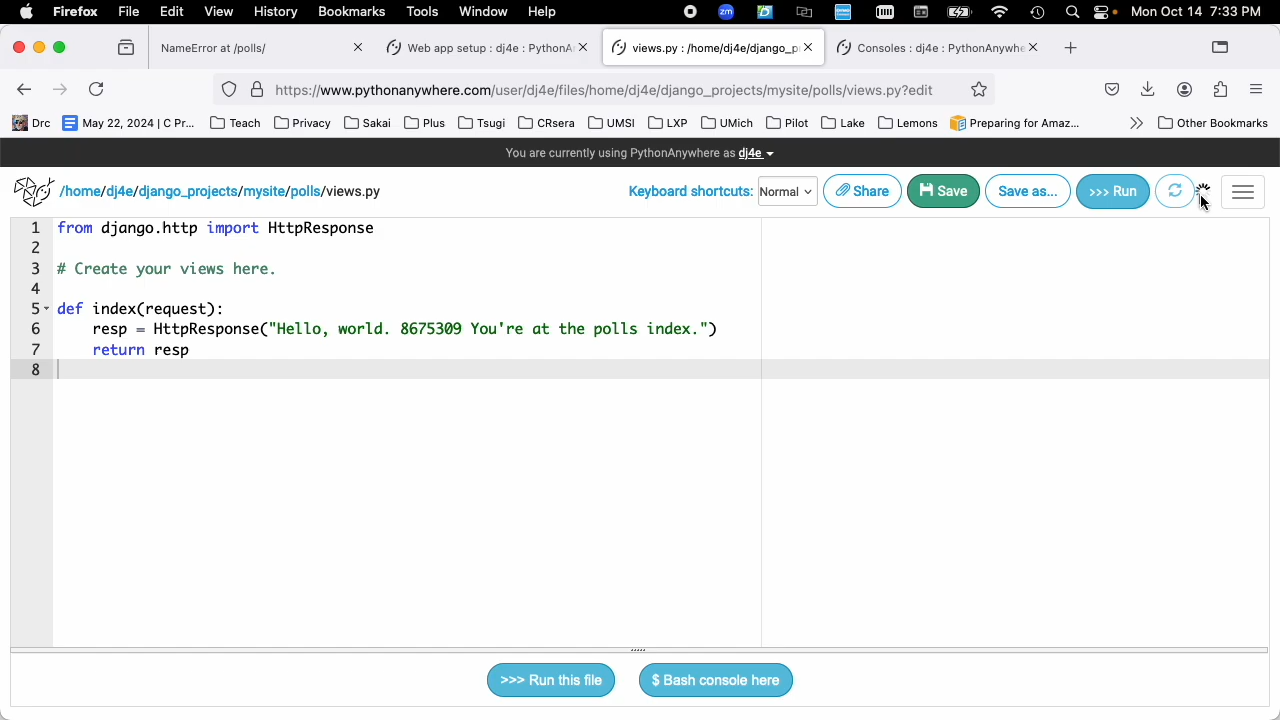 Firefox File Edit View History Bookmarks Tools Window Help zm Mon Oct 14 7:33 PM
NameError at /polls/ Web app setup : dj4e : PythonA views.py : /home/dj4e/django_p Consoles : dj4e : PythonAnywhe
https://www.pythonanywhere.com/user/dj4e/files/home/dj4e/django_projects/mysite/polls/views.py?edit
Drc May 22, 2024 | C Pr... Teach Privacy Sakai Plus Tsugi CRsera UMSI LXP UMich Pilot Lake Lemons Preparing for Amaz... Other Bookmarks
You are currently using PythonAnywhere as dj4e
/home/dj4e/django_projects/mysite/polls/views.py Keyboard shortcuts: Normal Share Save Save as... >>> Run
1 from django.http import HttpResponse
2
3 # Create your views here.
4
5 def index(request):
6 resp = HttpResponse("Hello, world. 8675309 You're at the polls index.")
7 return resp
8
>>> Run this file $ Bash console here